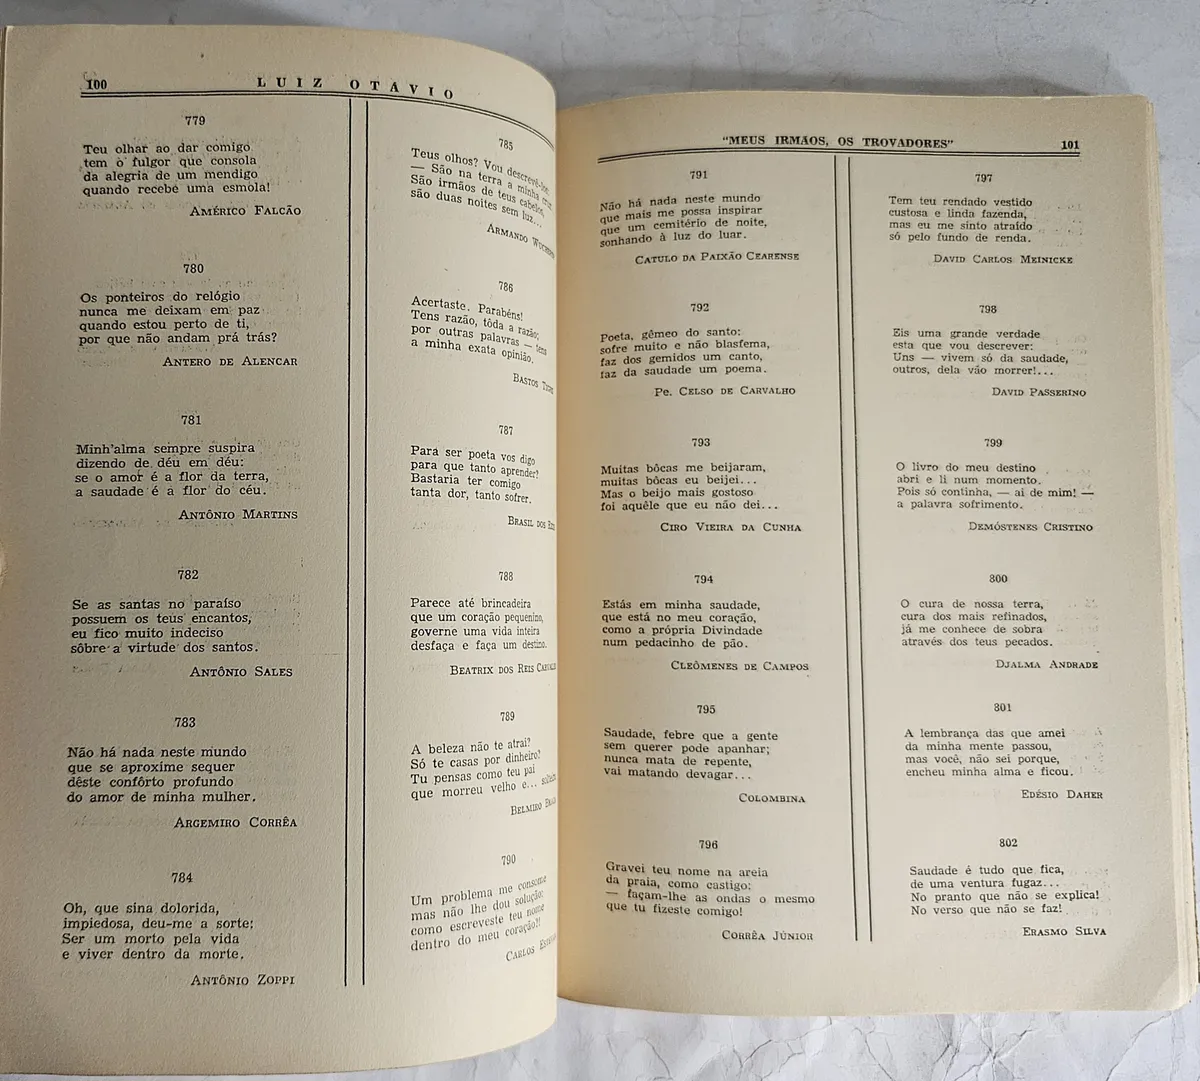 100
LUIZ OTÁVIO
779
Teu olhar ao dar comigo
tem o fulgor que consola
da alegria de um mendigo
quando recebe uma esmola!
AMÉRICO FALCÃO
780
Os ponteiros do relógio
nunca me deixam em paz
quando estou perto de ti,
por que não andam prá trás?
ANTERO DE ALENCAR
781
Minh'alma sempre suspira
dizendo de déu em déu:
se o amor é a flor da terra,
a saudade é a flor do céu.
ANTÔNIO MARTINS
782
Se as santas no paraíso
possuem os teus encantos,
eu fico muito indeciso
sôbre a virtude dos santos.
ANTÔNIO SALES
783
Não há nada neste mundo
que se aproxime sequer
dêste confôrto profundo
do amor de minha mulher.
ARGEMIRO CORRÊA
784
Oh, que sina dolorida,
impiedosa, deu-me a sorte:
Ser um morto pela vida
e viver dentro da morte.
ANTÔNIO ZOPPI
785
Teus olhos? Vou
— São na terra a minha cruz
São irmãos de teus cabelos,
são duas noites sem luz...
ARMANDO
786
Acertaste. Parabéns!
Tens razão, tôda a razão;
por outras palavras — tens
a minha exata opinião.
BASTOS
787
Para ser poeta vos digo
para que tanto aprender?
Bastaria ter comigo
tanta dor, tanto sofrer.
BRASIL DOS
788
Parece até brincadeira
que um coração pequenino,
governe uma vida inteira
desfaça e faça um destino.
BEATRIX DOS REIS
789
A beleza não te atrai?
Só te casas por dinheiro?
Tu pensas como teu pai
que morreu velho e...
BELMIRO
790
Um problema me consome
mas não lhe dou solução:
como escreveste teu nome
dentro do meu coração?!
CARLOS
"MEUS IRMÃOS, OS TROVADORES"
101
791
Não há nada neste mundo
que mais me possa inspirar
que um cemitério de noite,
sonhando à luz do luar.
CATULO DA PAIXÃO CEARENSE
792
Poeta, gêmeo do santo:
sofre muito e não blasfema,
faz dos gemidos um canto,
faz da saudade um poema.
Pe. CELSO DE CARVALHO
793
Muitas bôcas me beijaram,
muitas bôcas eu beijei...
Mas o beijo mais gostoso
foi aquêle que eu não dei...
CIRO VIEIRA DA CUNHA
794
Estás em minha saudade,
que está no meu coração,
como a própria Divindade
num pedacinho de pão.
CLEÔMENES DE CAMPOS
795
Saudade, febre que a gente
sem querer pode apanhar;
nunca mata de repente,
vai matando devagar...
COLOMBINA
796
Gravei teu nome na areia
da praia, como castigo:
— façam-lhe as ondas o mesmo
que tu fizeste comigo!
CORRÊA JÚNIOR
797
Tem teu rendado vestido
custosa e linda fazenda,
mas eu me sinto atraído
só pelo fundo de renda.
DAVID CARLOS MEINICKE
798
Eis uma grande verdade
esta que vou descrever:
Uns — vivem só da saudade,
outros, dela vão morrer!...
DAVID PASSERINO
799
O livro do meu destino
abri e li num momento.
Pois só continha, — ai de mim! —
a palavra sofrimento.
DEMÓSTENES CRISTINO
800
O cura de nossa terra,
cura dos mais refinados,
já me conhece de sobra
através dos teus pecados.
DJALMA ANDRADE
801
A lembrança das que amei
da minha mente passou,
mas você, não sei porque,
encheu minha alma e ficou.
EDÉSIO DAHER
802
Saudade é tudo que fica,
de uma ventura fugaz...
No pranto que não se explica!
No verso que não se faz!
ERASMO SILVA